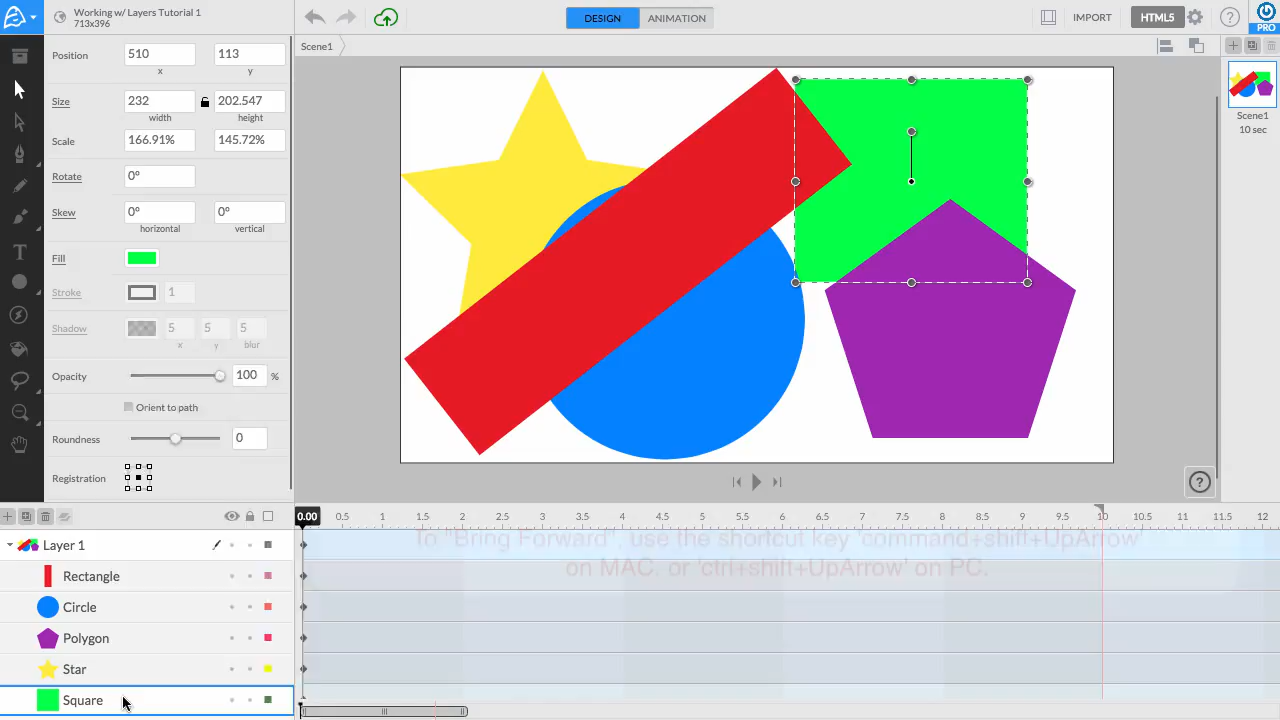 Working w/ Layers Tutorial 1
713x396
DESIGN
ANIMATION
IMPORT
HTML5
?
PRO
Scene1
Position
510
113
x
y
Size
232
202.547
width
height
Scale
166.91%
145.72%
Rotate
0°
Skew
0°
0°
horizontal
vertical
Fill
Stroke
1
Shadow
5
5
5
x
y
blur
Opacity
100
%
Orient to path
Roundness
0
Registration
Scene1
10 sec
?
0.00
0.5
1
1.5
2
2.5
3
3.5
4
4.5
5
5.5
6
6.5
7
7.5
8
8.5
9
9.5
10
10.5
11
11.5
12
To "Bring Forward", use the shortcut key 'command+shift+UpArrow'
on MAC. or 'ctrl+shift+UpArrow' on PC.
Layer 1
Rectangle
Circle
Polygon
Star
Square